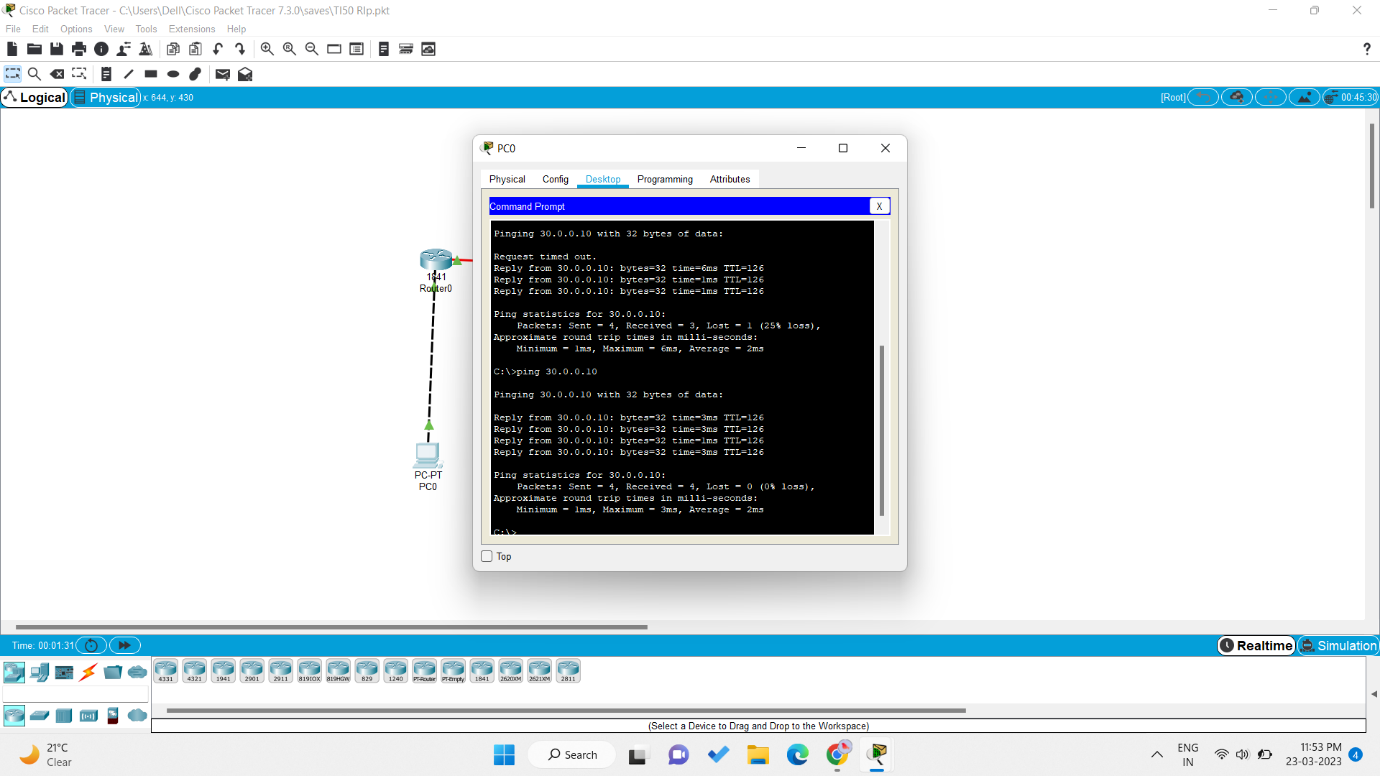 Cisco Packet Tracer - C:\Users\Dell\Cisco Packet Tracer 7.3.0\saves\TI50 RIp.pkt
File Edit Options View Tools Extensions Help
?
Logical Physical x: 644, y: 430 [Root] 00:45:30
PC0
Physical Config Desktop Programming Attributes
Command Prompt X
Pinging 30.0.0.10 with 32 bytes of data:
Request timed out.
Reply from 30.0.0.10: bytes=32 time=6ms TTL=126
Reply from 30.0.0.10: bytes=32 time=1ms TTL=126
Reply from 30.0.0.10: bytes=32 time=1ms TTL=126
Ping statistics for 30.0.0.10:
Packets: Sent = 4, Received = 3, Lost = 1 (25% loss),
Approximate round trip times in milli-seconds:
Minimum = 1ms, Maximum = 6ms, Average = 2ms
C:\>ping 30.0.0.10
Pinging 30.0.0.10 with 32 bytes of data:
Reply from 30.0.0.10: bytes=32 time=3ms TTL=126
Reply from 30.0.0.10: bytes=32 time=3ms TTL=126
Reply from 30.0.0.10: bytes=32 time=1ms TTL=126
Reply from 30.0.0.10: bytes=32 time=3ms TTL=126
Ping statistics for 30.0.0.10:
Packets: Sent = 4, Received = 4, Lost = 0 (0% loss),
Approximate round trip times in milli-seconds:
Minimum = 1ms, Maximum = 3ms, Average = 2ms
C:\>
Top
1841
Router0
PC-PT
PC0
Time: 00:01:31 Realtime Simulation
4331 4321 1941 2901 2911 819IOX 819HGW 829 1240 PT-Router PT-Empty 1841 2620XM 2621XM 2811
(Select a Device to Drag and Drop to the Workspace)
21°C
Clear
Search
ENG
IN
11:53 PM
23-03-2023
4